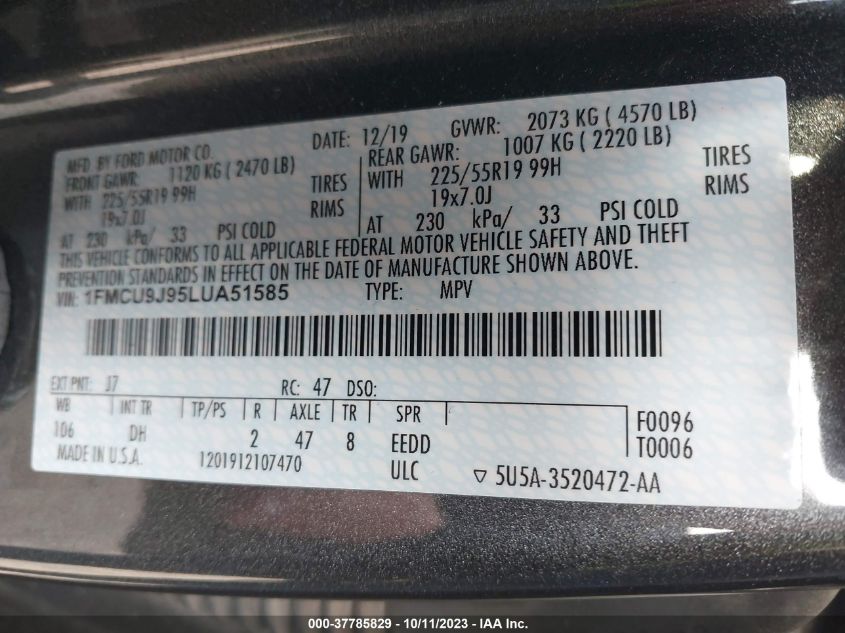 MFD. BY FORD MOTOR CO.
DATE: 12/19 GVWR: 2073 KG ( 4570 LB)
FRONT GAWR: 1120 KG ( 2470 LB)
REAR GAWR: 1007 KG ( 2220 LB)
WITH 225/55R19 99H TIRES
WITH 225/55R19 99H TIRES
19x7.0J RIMS
19x7.0J RIMS
AT 230 kPa/ 33 PSI COLD
AT 230 kPa/ 33 PSI COLD
THIS VEHICLE CONFORMS TO ALL APPLICABLE FEDERAL MOTOR VEHICLE SAFETY AND THEFT
PREVENTION STANDARDS IN EFFECT ON THE DATE OF MANUFACTURE SHOWN ABOVE.
VIN: 1FMCU9J95LUA51585 TYPE: MPV
EXT PNT: J7 RC: 47 DSO:
WB INT TR TP/PS R AXLE TR SPR
106 DH 2 47 8 EEDD
F0096
T0006
MADE IN U.S.A. 1201912107470 ULC ▽ 5U5A-3520472-AA
000-37785829 - 10/11/2023 - IAA Inc.